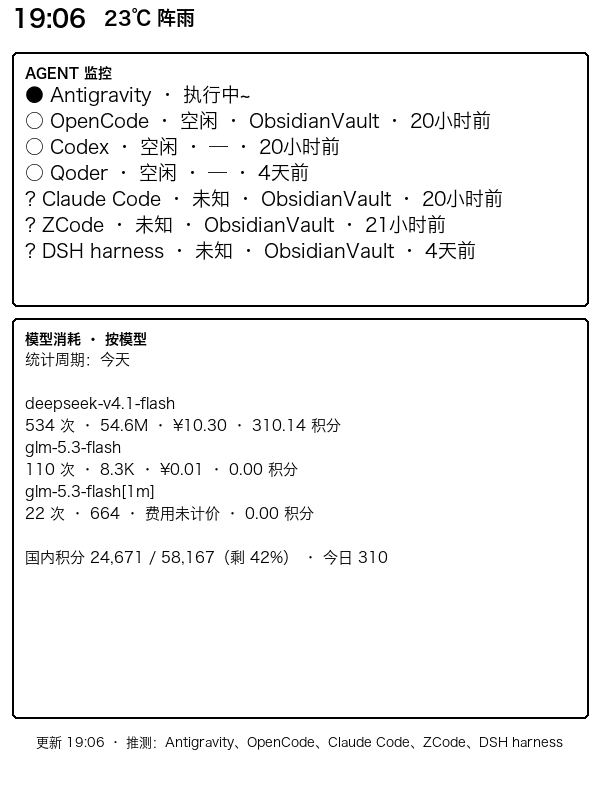 19:06 23℃ 阵雨
AGENT 监控
● Antigravity · 执行中~
○ OpenCode · 空闲 · ObsidianVault · 20小时前
○ Codex · 空闲 · — · 20小时前
○ Qoder · 空闲 · — · 4天前
? Claude Code · 未知 · ObsidianVault · 20小时前
? ZCode · 未知 · ObsidianVault · 21小时前
? DSH harness · 未知 · ObsidianVault · 4天前
模型消耗 · 按模型
统计周期: 今天
deepseek-v4.1-flash
534 次 · 54.6M · ¥10.30 · 310.14 积分
glm-5.3-flash
110 次 · 8.3K · ¥0.01 · 0.00 积分
glm-5.3-flash[1m]
22 次 · 664 · 费用未计价 · 0.00 积分
国内积分 24,671 / 58,167（剩 42%） · 今日 310
更新 19:06 · 推测: Antigravity、OpenCode、Claude Code、ZCode、DSH harness